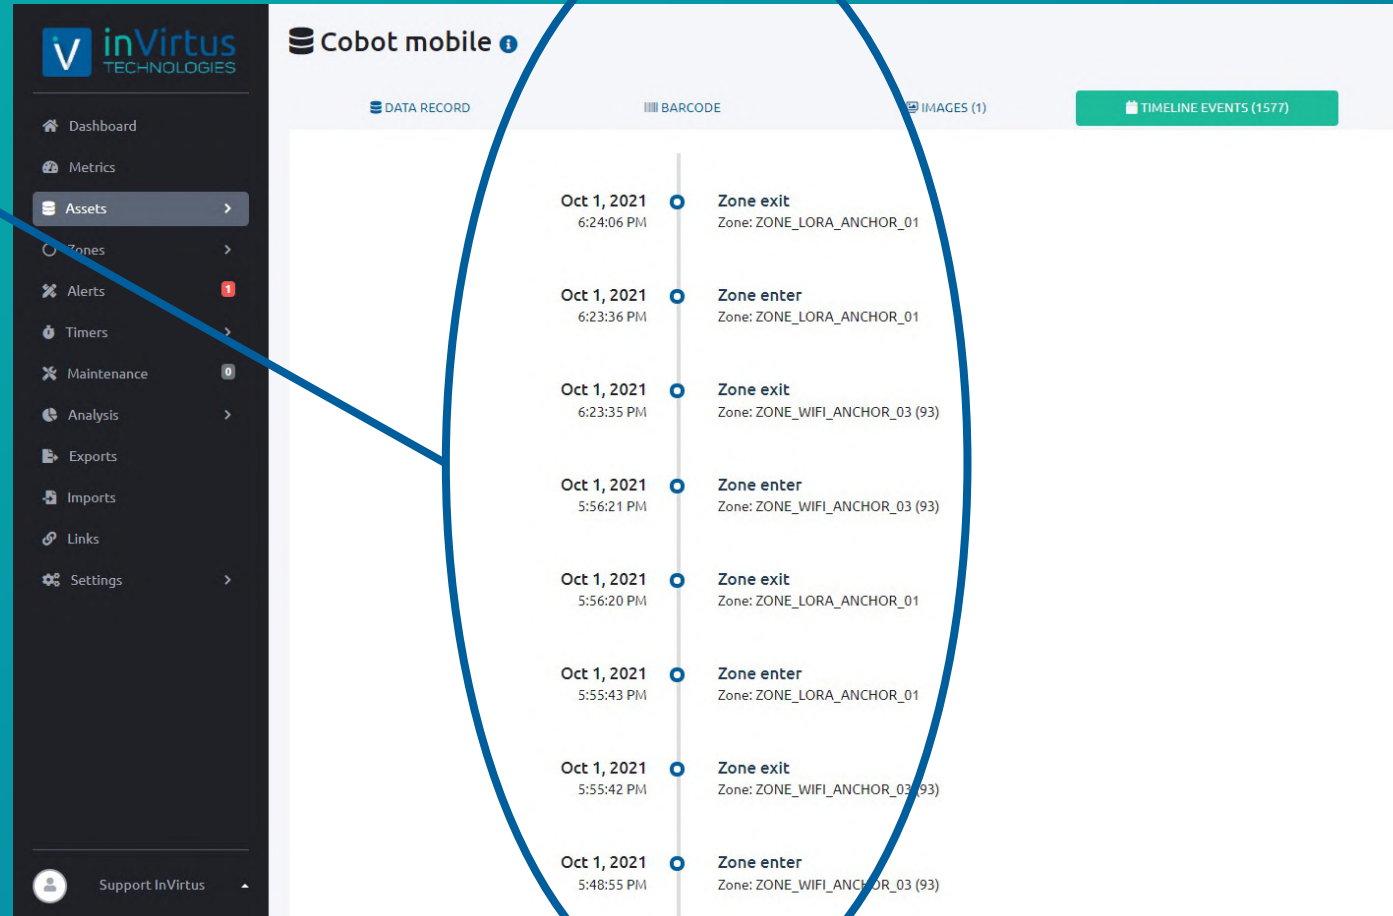 inVirtus
TECHNOLOGIES
Dashboard
Metrics
Assets
Zones
Alerts 1
Timers
Maintenance 0
Analysis
Exports
Imports
Links
Settings
Support InVirtus
Cobot mobile
DATA RECORD BARCODE IMAGES (1) TIMELINE EVENTS (1577)
Oct 1, 2021 Zone exit
6:24:06 PM Zone: ZONE_LORA_ANCHOR_01
Oct 1, 2021 Zone enter
6:23:36 PM Zone: ZONE_LORA_ANCHOR_01
Oct 1, 2021 Zone exit
6:23:35 PM Zone: ZONE_WIFI_ANCHOR_03 (93)
Oct 1, 2021 Zone enter
5:56:21 PM Zone: ZONE_WIFI_ANCHOR_03 (93)
Oct 1, 2021 Zone exit
5:56:20 PM Zone: ZONE_LORA_ANCHOR_01
Oct 1, 2021 Zone enter
5:55:43 PM Zone: ZONE_LORA_ANCHOR_01
Oct 1, 2021 Zone exit
5:55:42 PM Zone: ZONE_WIFI_ANCHOR_03 (93)
Oct 1, 2021 Zone enter
5:48:55 PM Zone: ZONE_WIFI_ANCHOR_03 (93)